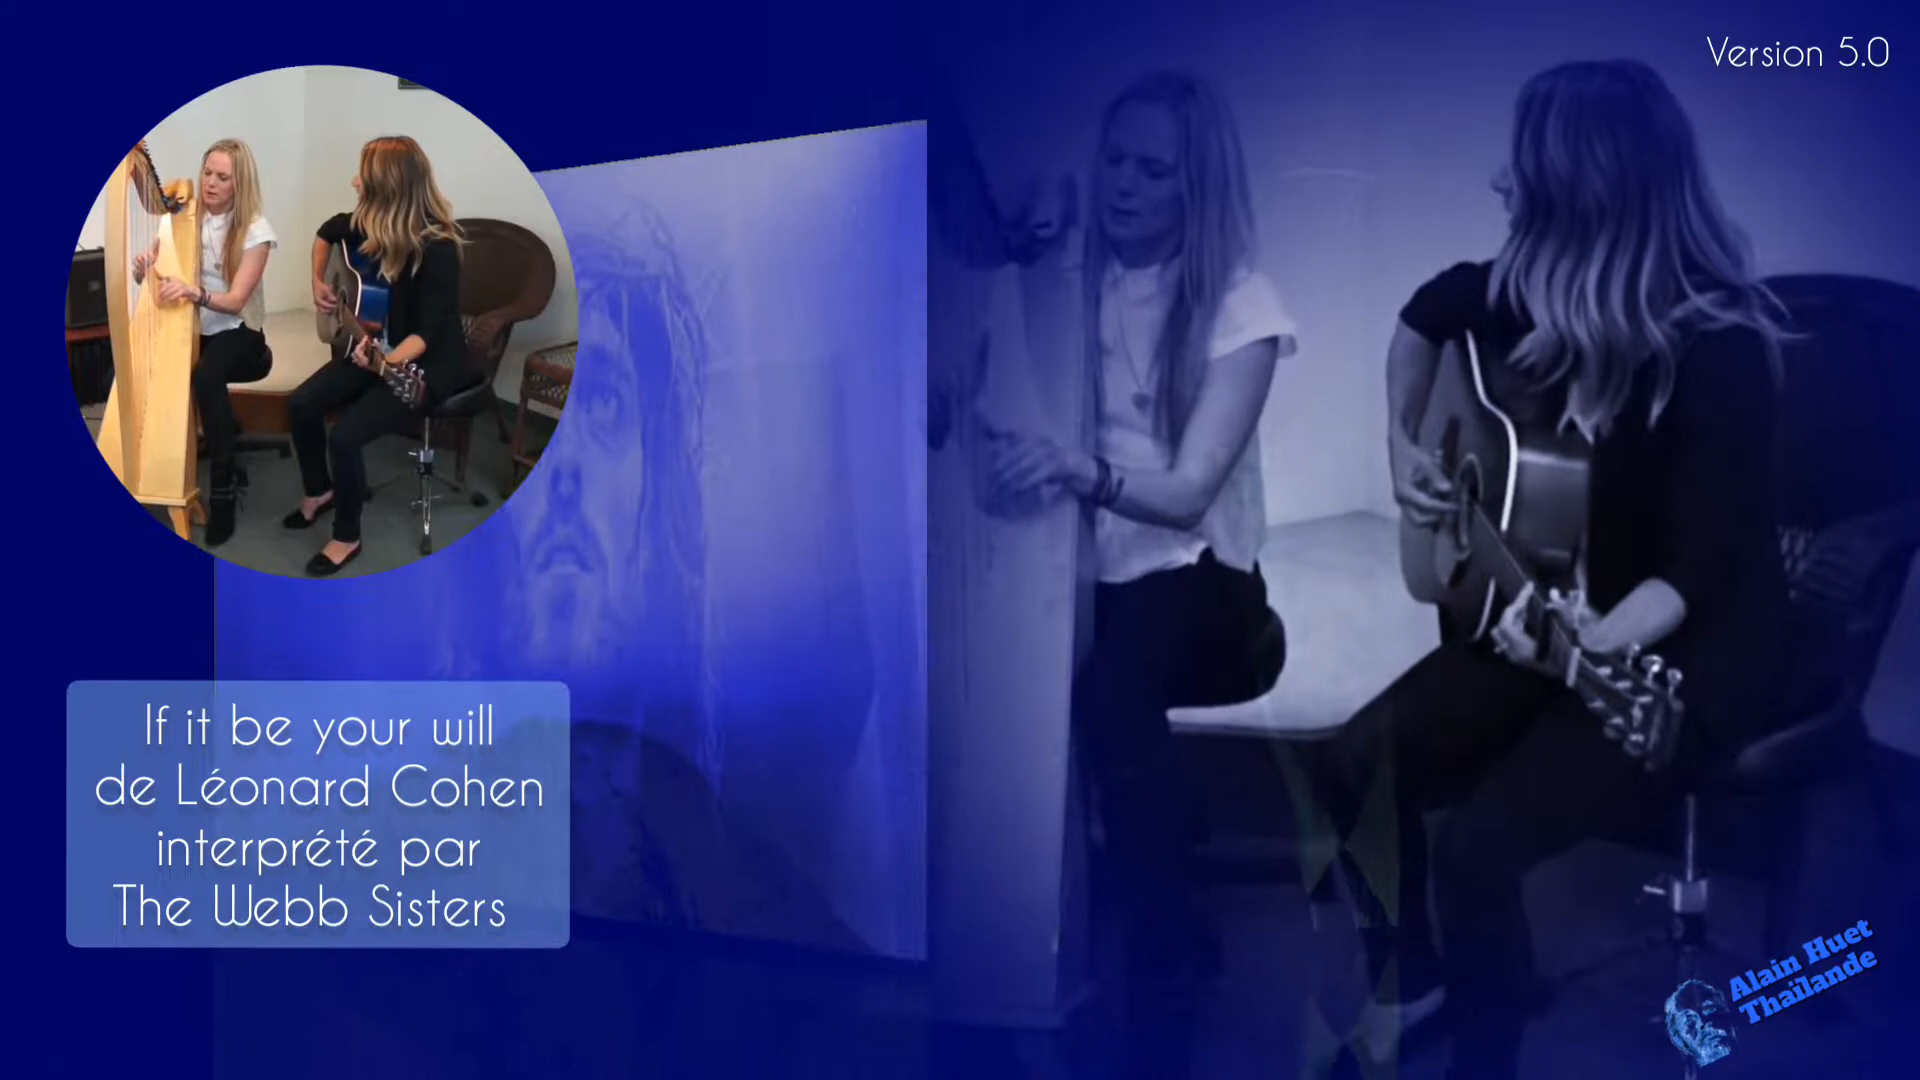 Version 5.0
If it be your will
de Léonard Cohen
interprété par
The Webb Sisters
Alain Huet
Thaïlande